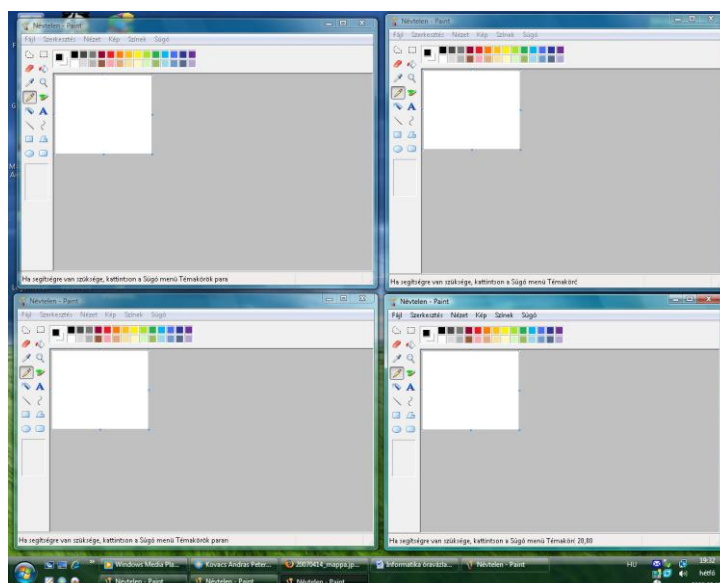 Névtelen - Paint
Fájl Szerkesztés Nézet Kép Színek Súgó
Ha segítségre van szüksége, kattintson a Súgó menü Témakörök para
Névtelen - Paint
Fájl Szerkesztés Nézet Kép Színek Súgó
Ha segítségre van szüksége, kattintson a Súgó menü Témakörö
Névtelen - Paint
Fájl Szerkesztés Nézet Kép Színek Súgó
Ha segítségre van szüksége, kattintson a Súgó menü Témakörök paran
Névtelen - Paint
Fájl Szerkesztés Nézet Kép Színek Súgó
Ha segítségre van szüksége, kattintson a Súgó menü Témakörö 20,80
Windows Media Pla... Kovacs Andras Peter... 20070414_mappa.jp... Informatika óravázla... Névtelen - Paint 19:32
Névtelen - Paint Névtelen - Paint Névtelen - Paint hétfő